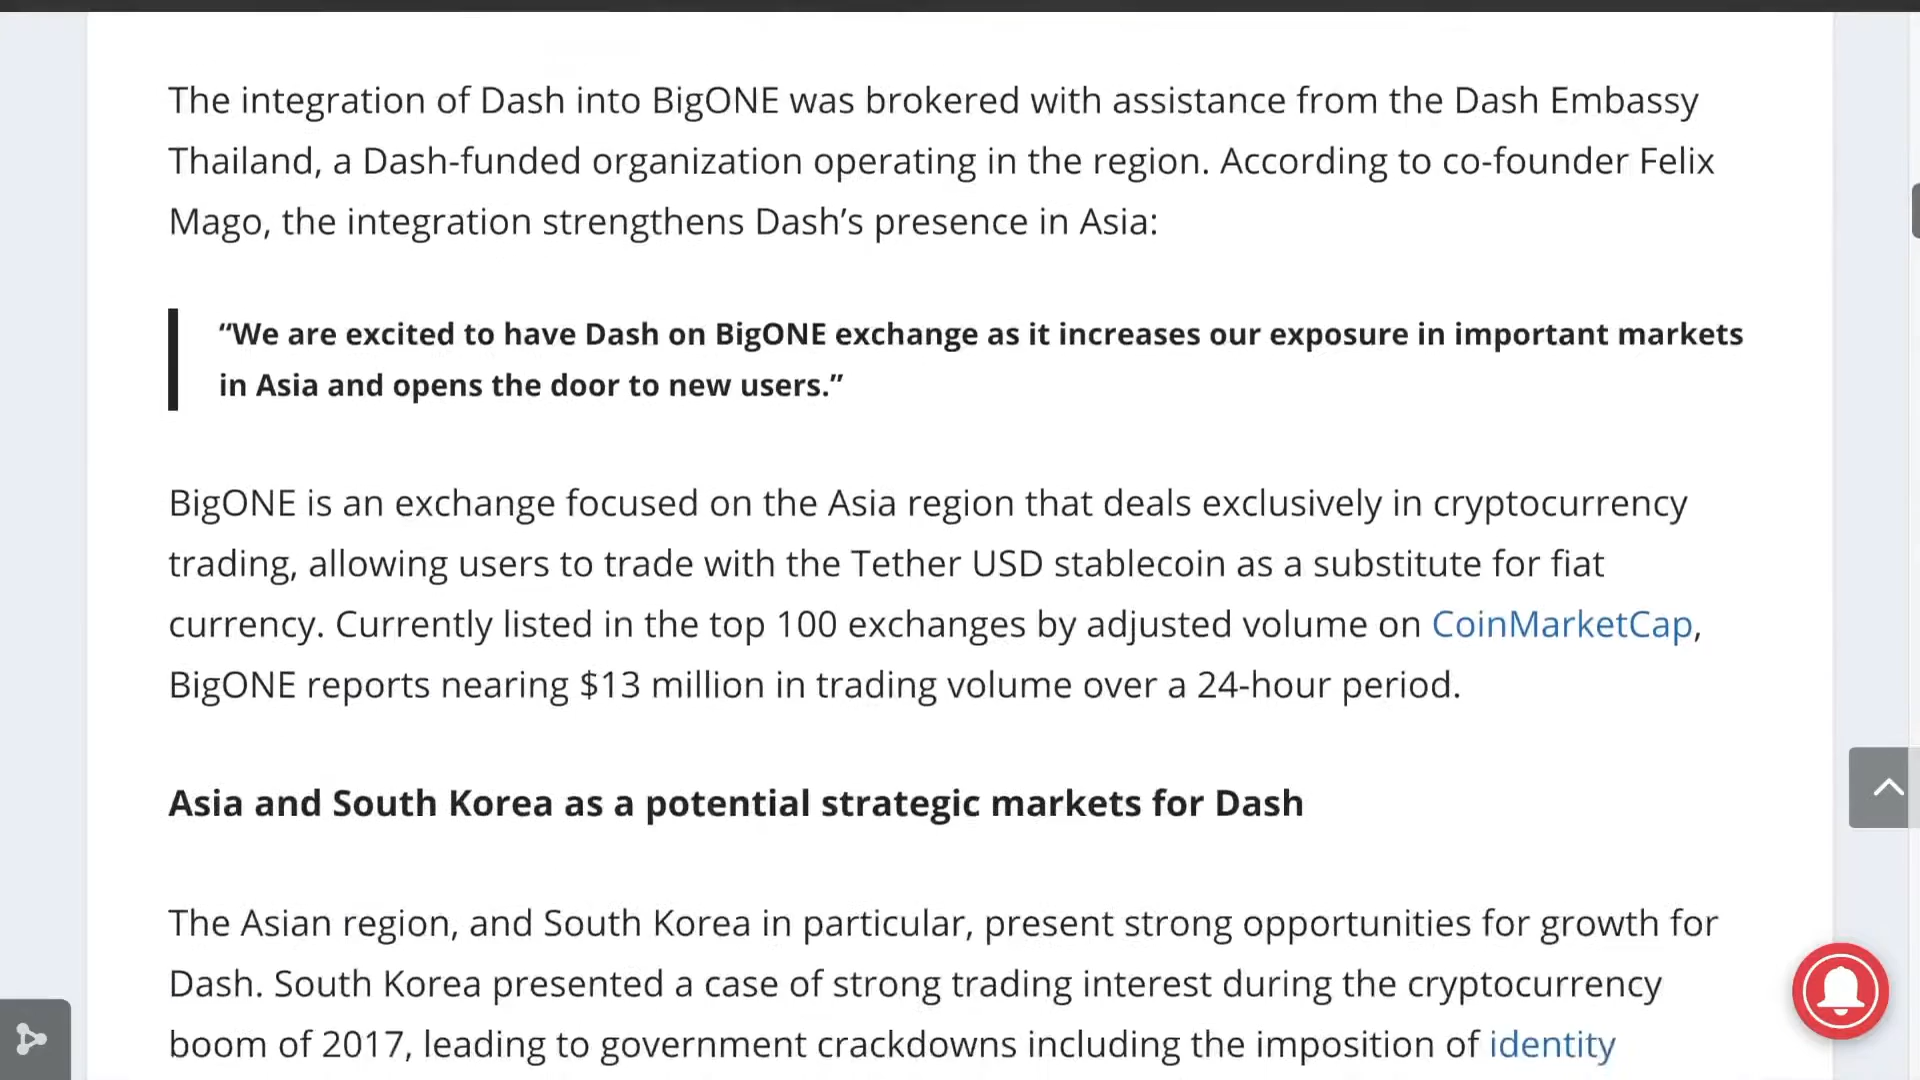 The integration of Dash into BigONE was brokered with assistance from the Dash Embassy
Thailand, a Dash-funded organization operating in the region. According to co-founder Felix
Mago, the integration strengthens Dash’s presence in Asia:
“We are excited to have Dash on BigONE exchange as it increases our exposure in important markets
in Asia and opens the door to new users.”
BigONE is an exchange focused on the Asia region that deals exclusively in cryptocurrency
trading, allowing users to trade with the Tether USD stablecoin as a substitute for fiat
currency. Currently listed in the top 100 exchanges by adjusted volume on CoinMarketCap,
BigONE reports nearing $13 million in trading volume over a 24-hour period.
Asia and South Korea as a potential strategic markets for Dash
The Asian region, and South Korea in particular, present strong opportunities for growth for
Dash. South Korea presented a case of strong trading interest during the cryptocurrency
boom of 2017, leading to government crackdowns including the imposition of identity